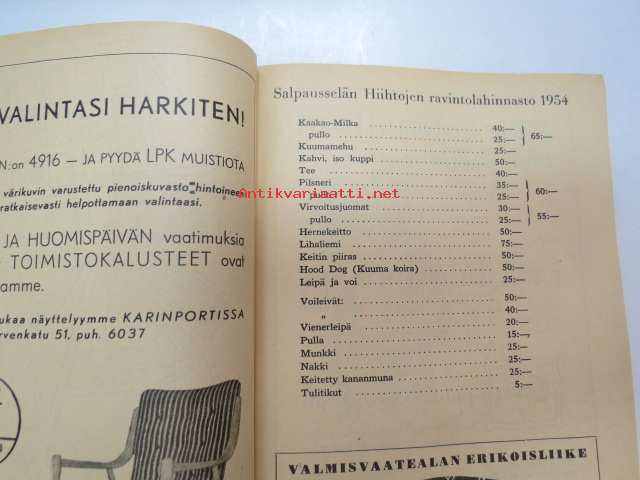 VALINTASI HARKITEN!
N:on 4916 — JA PYYDÄ LPK MUISTIOTA
värikuvin varustettu pienoiskuvasto hintoineen
ratkaisevasti helpottamaan valintaasi.
JA HUOMISPÄIVÄN vaatimuksia
TOIMISTOKALUSTEET ovat
amme.
ukaa näyttelyymme KARINPORTISSA
rvenkatu 51, puh. 6037
Salpausselän Hiihtojen ravintolahinnasto 1954
Kaakao-Milka 40:—
pullo 25:— 65:—
Kuumamehu 25:—
Kahvi, iso kuppi 50:—
Tee 40:—
Pilsneri 35:—
pullo 25:— 60:—
Virvoitusjuomat 30:—
pullo 25:— 55:—
Hernekeitto 50:—
Lihaliemi 75:—
Keitin piiras 50:—
Hood Dog (Kuuma koira) 50:—
Leipä ja voi 25:—
Voileivät: 50:—
„ 40:—
Vienerleipä 20:—
Pulla 15:—
Munkki 25:—
Nakki 25:—
Keitetty kananmuna 25:—
Tulitikut 5:—
VALMISVAATEALAN ERIKOISLIIKE
Antikvariaatti.net